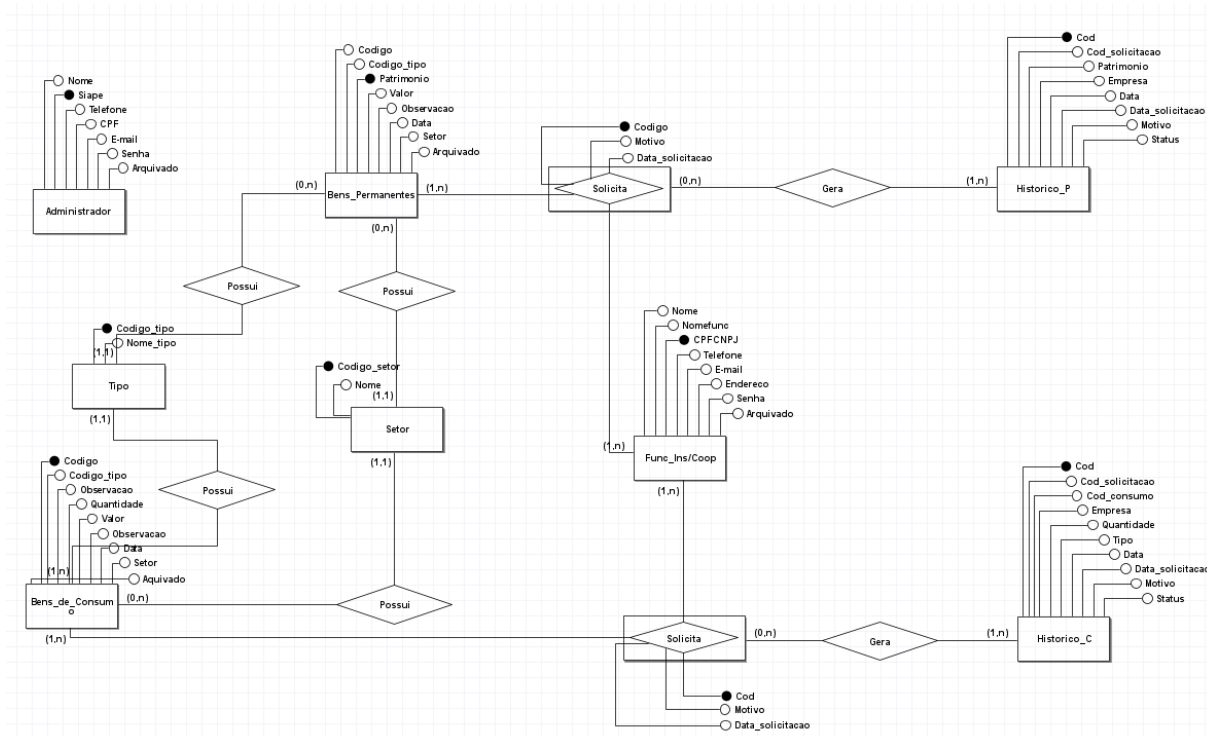 Nome
Siape
Telefone
CPF
E-mail
Senha
Arquivado
Administrador
Codigo
Codigo_tipo
Patrimonio
Valor
Observacao
Data
Setor
Arquivado
(0,n)
Bens_Permanentes
(1,n)
(0,n)
Codigo
Motivo
Data_solicitacao
Solicita
(0,n)
Gera
(1,n)
Cod
Cod_solicitacao
Patrimonio
Empresa
Data
Data_solicitacao
Motivo
Status
Historico_P
Possui
Possui
Codigo_tipo
Nome_tipo
(1,1)
Tipo
(1,1)
Codigo_setor
Nome
(1,1)
Setor
(1,1)
Nome
Nomefunc
CPFCNPJ
Telefone
E-mail
Endereco
Senha
Arquivado
(1,n)
Func_Ins/Coop
(1,n)
Possui
Codigo
Codigo_tipo
Observacao
Quantidade
Valor
Observacao
Data
Setor
Aquivado
(1,n)
Bens_de_Consum
o
(0,n)
(1,n)
Possui
Solicita
(0,n)
Gera
(1,n)
Cod
Cod_solicitacao
Cod_consumo
Empresa
Quantidade
Tipo
Data
Data_solicitacao
Motivo
Status
Historico_C
Cod
Motivo
Data_solicitacao